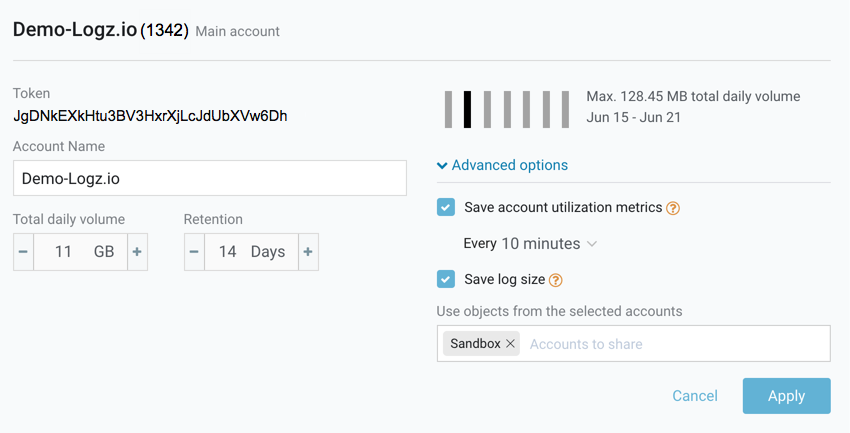 Demo-Logz.io (1342) Main account
Token
JgDNkEXkHtu3BV3HxrXjLcJdUbXVw6Dh
Account Name
Demo-Logz.io
Total daily volume
Retention
− 11 GB +
− 14 Days +
Max. 128.45 MB total daily volume
Jun 15 - Jun 21
Advanced options
Save account utilization metrics ?
Every 10 minutes
Save log size ?
Use objects from the selected accounts
Sandbox × Accounts to share
Cancel
Apply